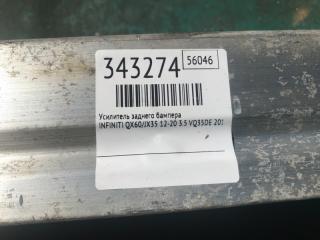 343274
56046
Усилитель заднего бампера
INFINITI QX60/JX35 12-20 3.5 VQ35DE 201